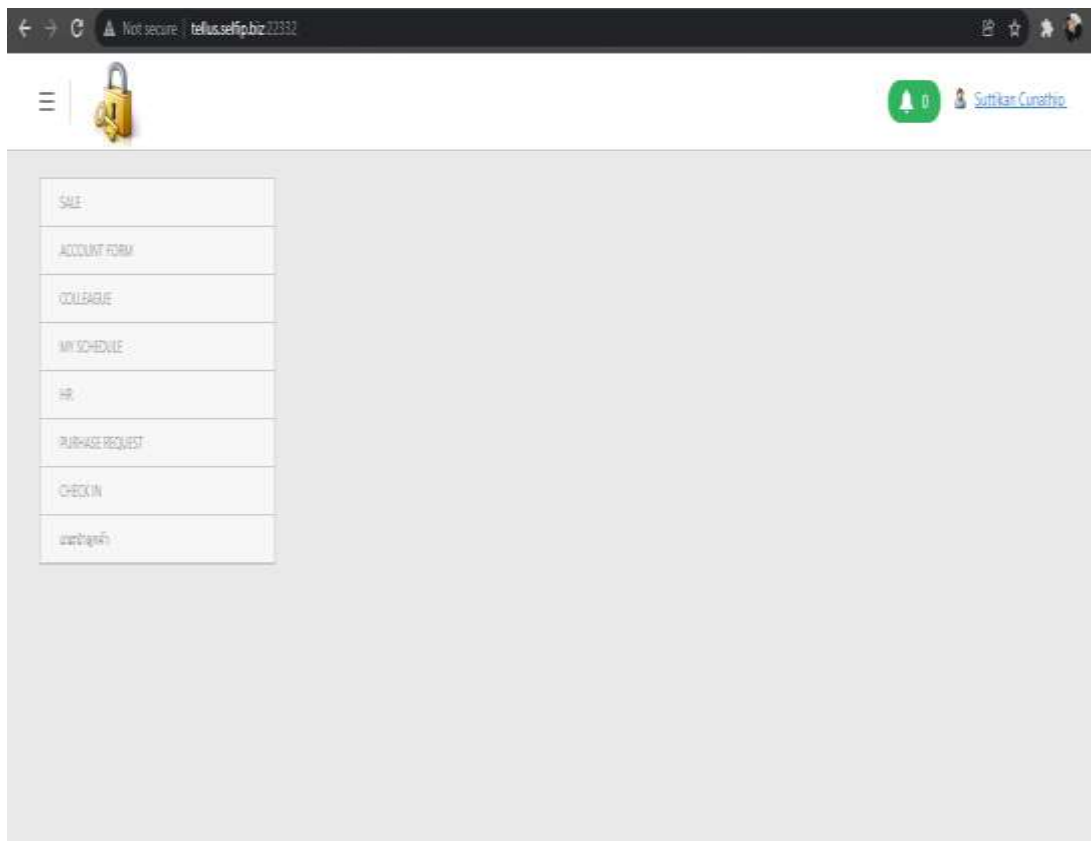 Not secure | tellus.selfip.biz:22332
0
Suttikan Cunathip
SALE
ACCOUNT FORM
COLLEAGUE
MY SCHEDULE
HR
PURHASE REQUEST
CHECK IN